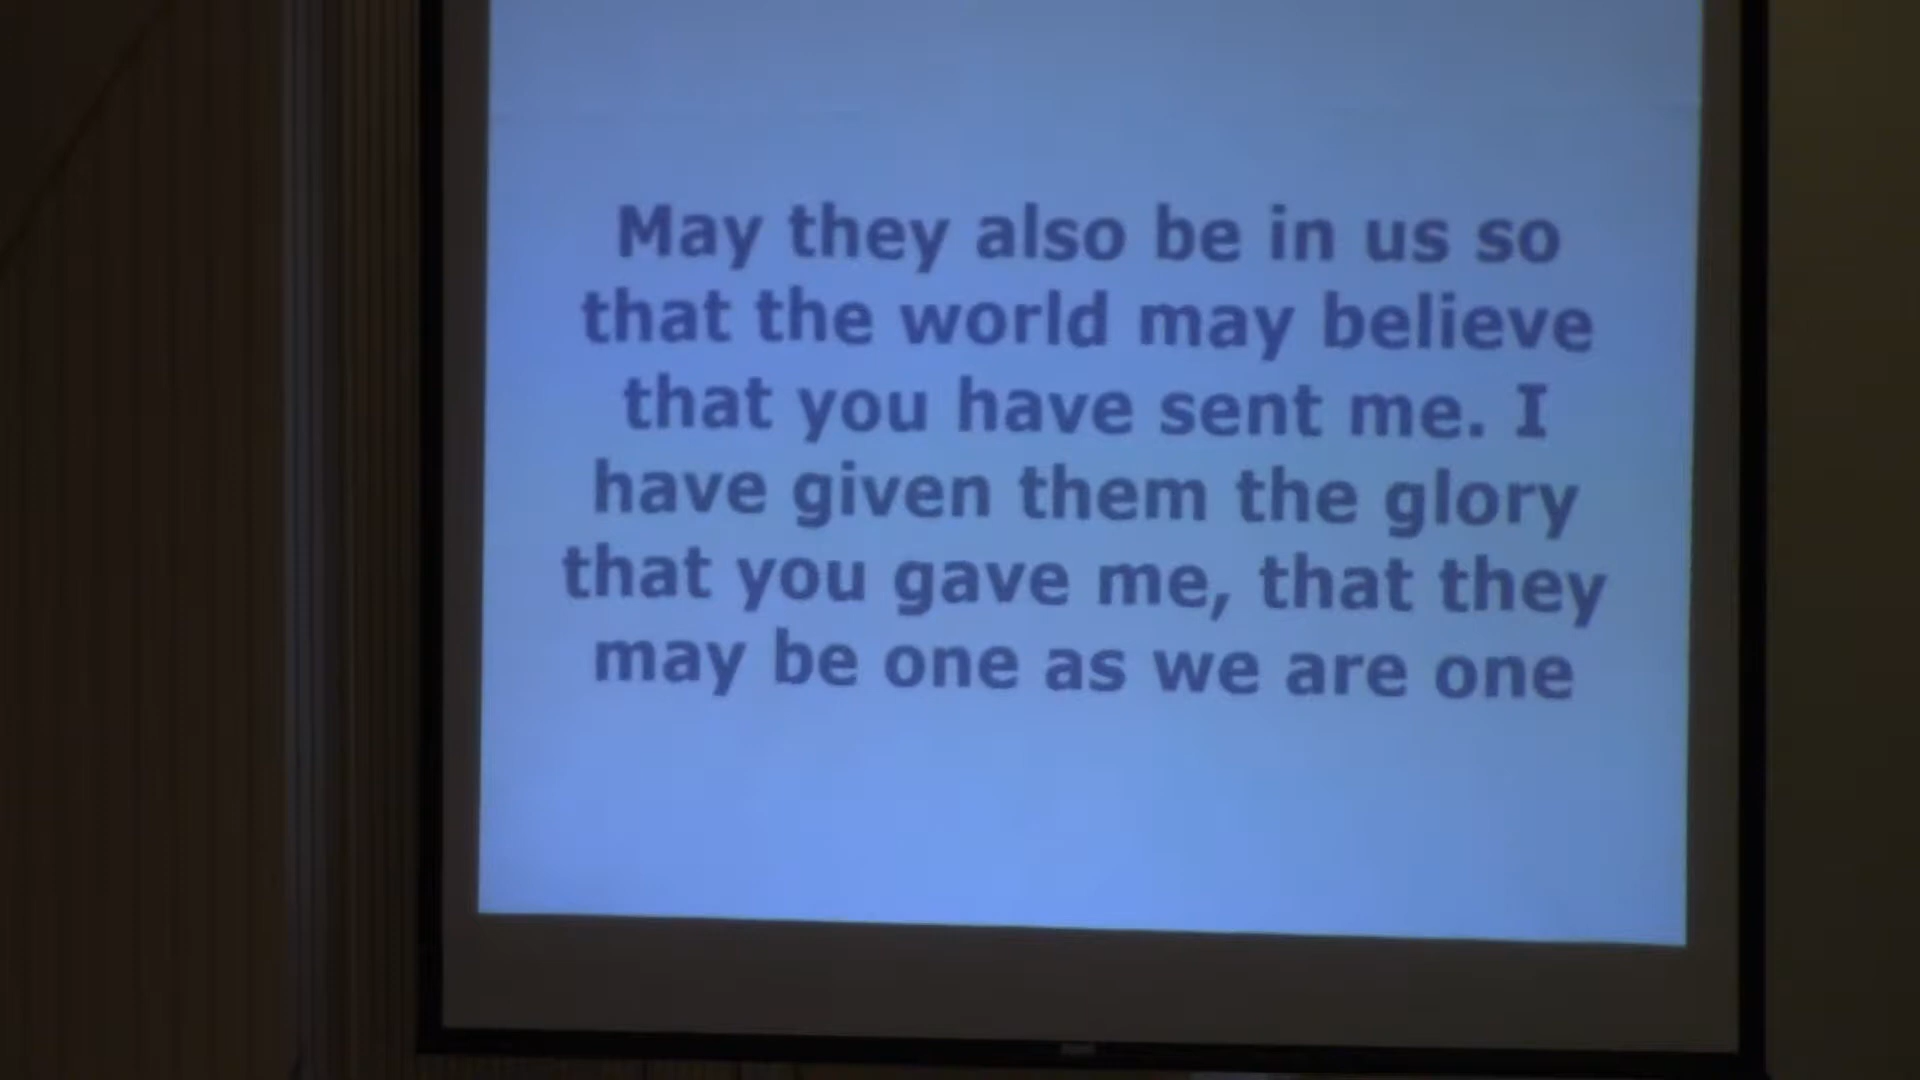 May they also be in us so
that the world may believe
that you have sent me. I
have given them the glory
that you gave me, that they
may be one as we are one